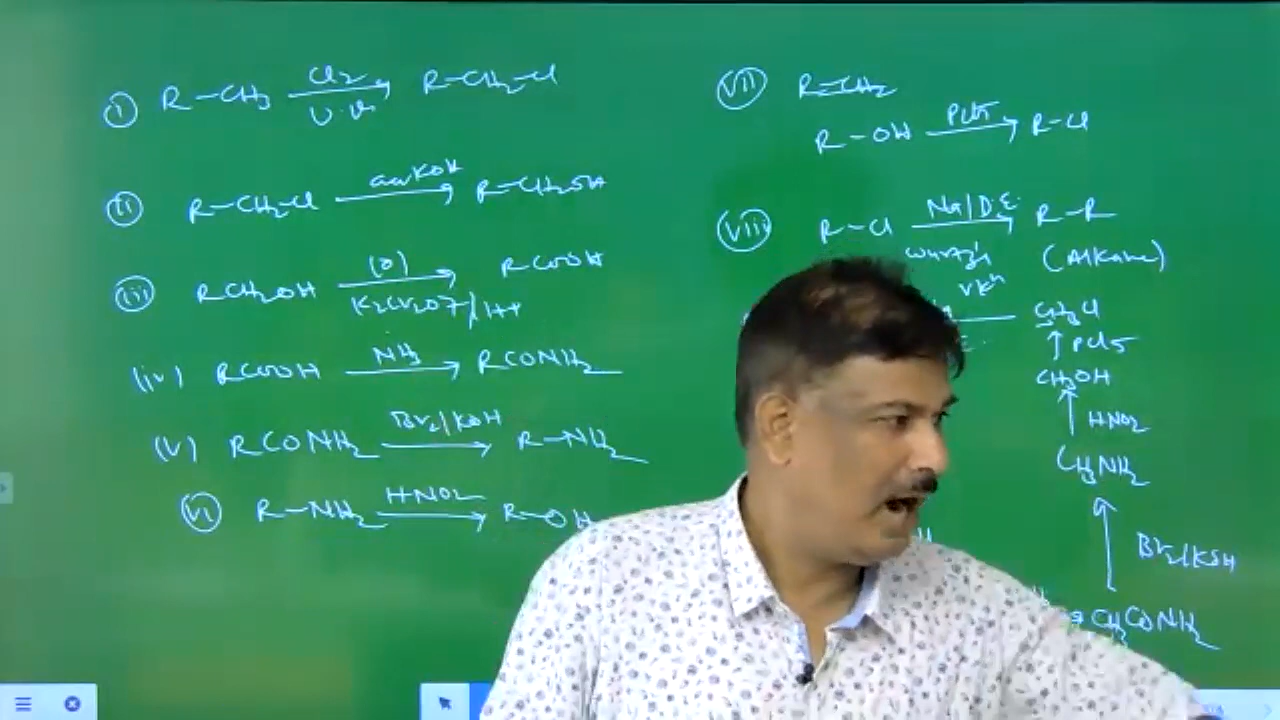 (i) R-CH3 Cl2 → U.V. R-CH2-Cl
(ii) R-CH2-Cl aq KOH → R-CH2OH
(iii) RCH2OH (O) → K2Cr2O7/H+ RCOOH
(iv) RCOOH NH3 → RCONH2
(v) RCONH2 Br2/KOH → R-NH2
(vi) R-NH2 HNO2 → R-OH
(vii) R-CH2
R-OH PCl5 → R-Cl
(viii) R-Cl Na/D.E. → R-R
Wurtz's rxn (Alkane)
CH3Cl
↑ PCl5
CH3OH
↑ HNO2
CH3NH2
↑ Br2/KOH
CH3CONH2